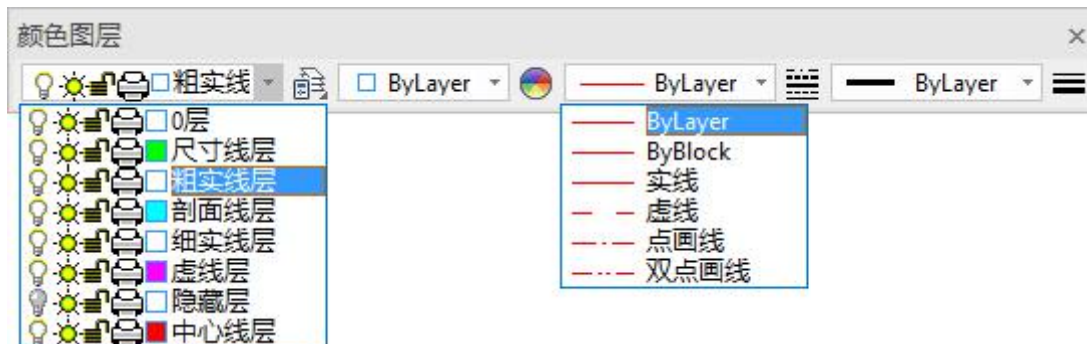 颜色图层
粗实线 ByLayer ByLayer ByLayer
0层
尺寸线层
粗实线层
剖面线层
细实线层
虚线层
隐藏层
中心线层
ByLayer
ByBlock
实线
虚线
点画线
双点画线